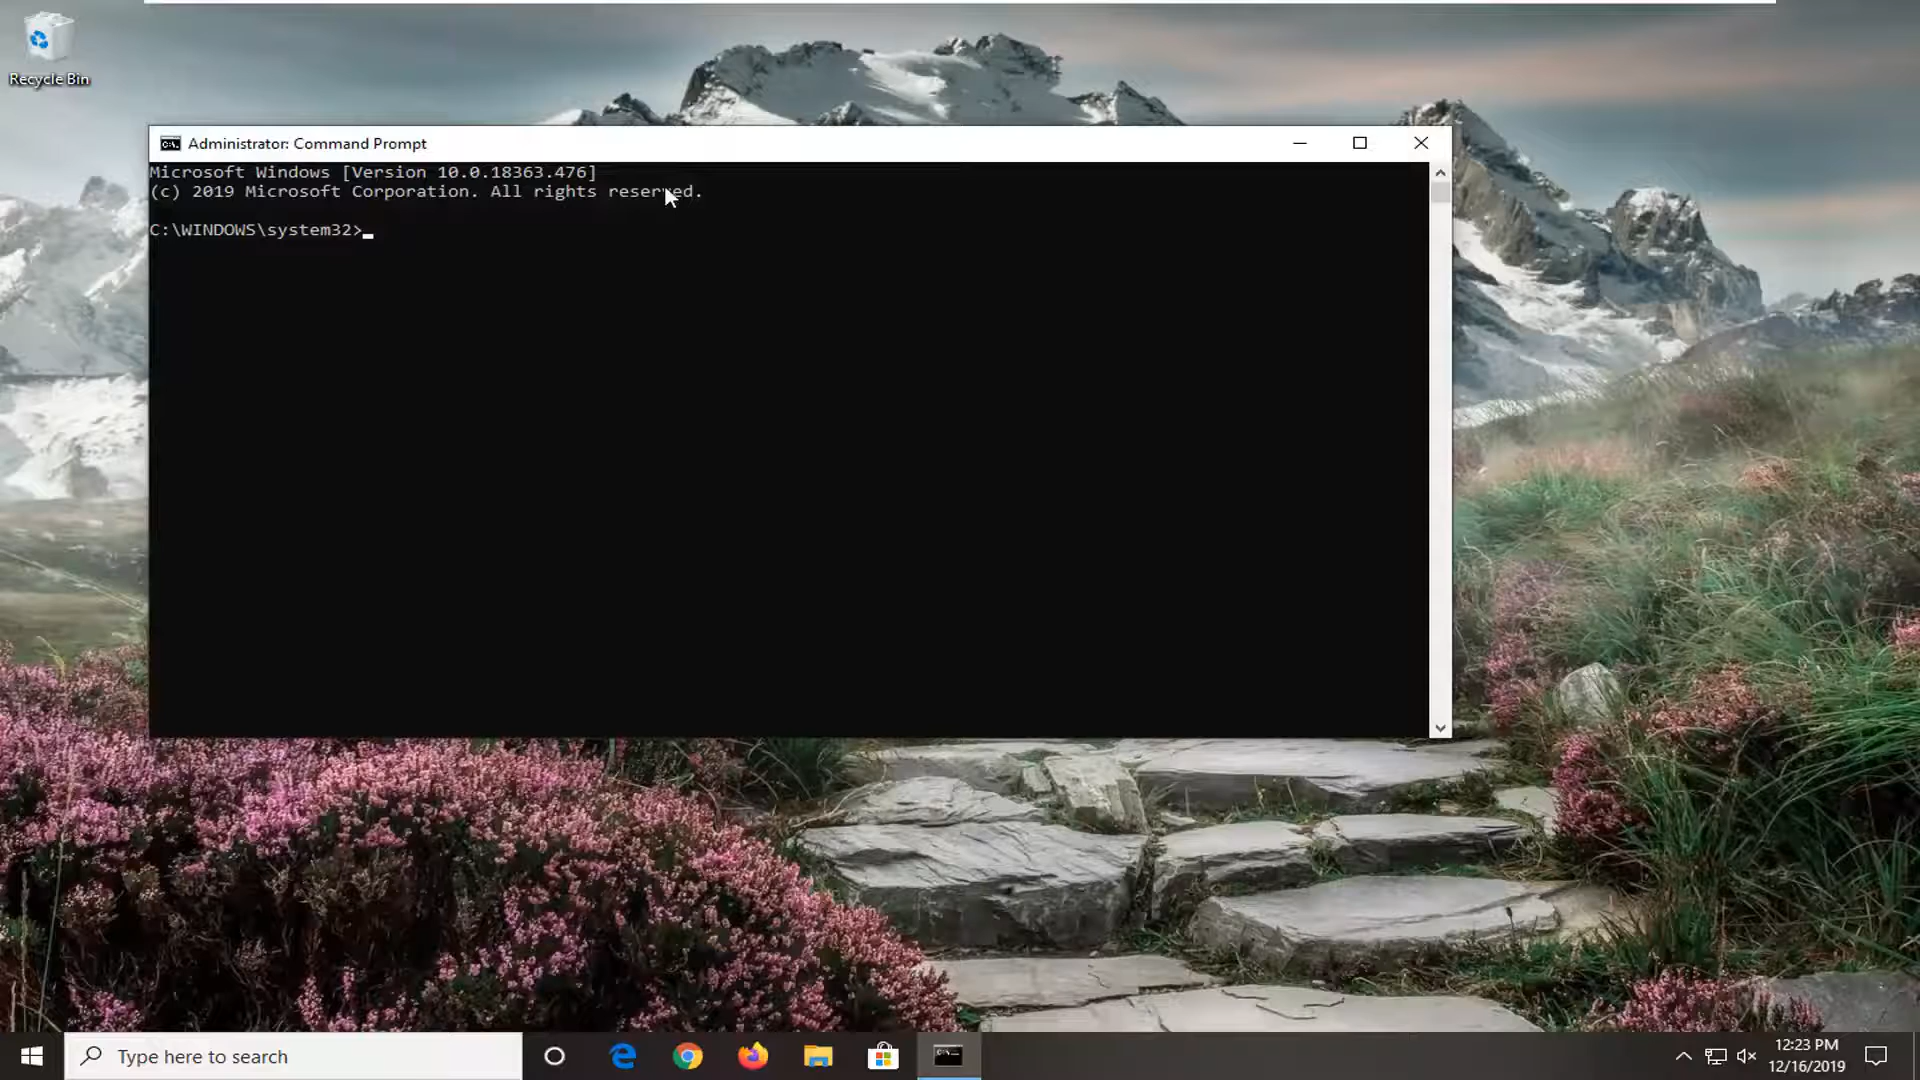 Recycle Bin
Administrator: Command Prompt
Microsoft Windows [Version 10.0.18363.476]
(c) 2019 Microsoft Corporation. All rights reserved.
C:\WINDOWS\system32>
Type here to search
12:23 PM
12/16/2019